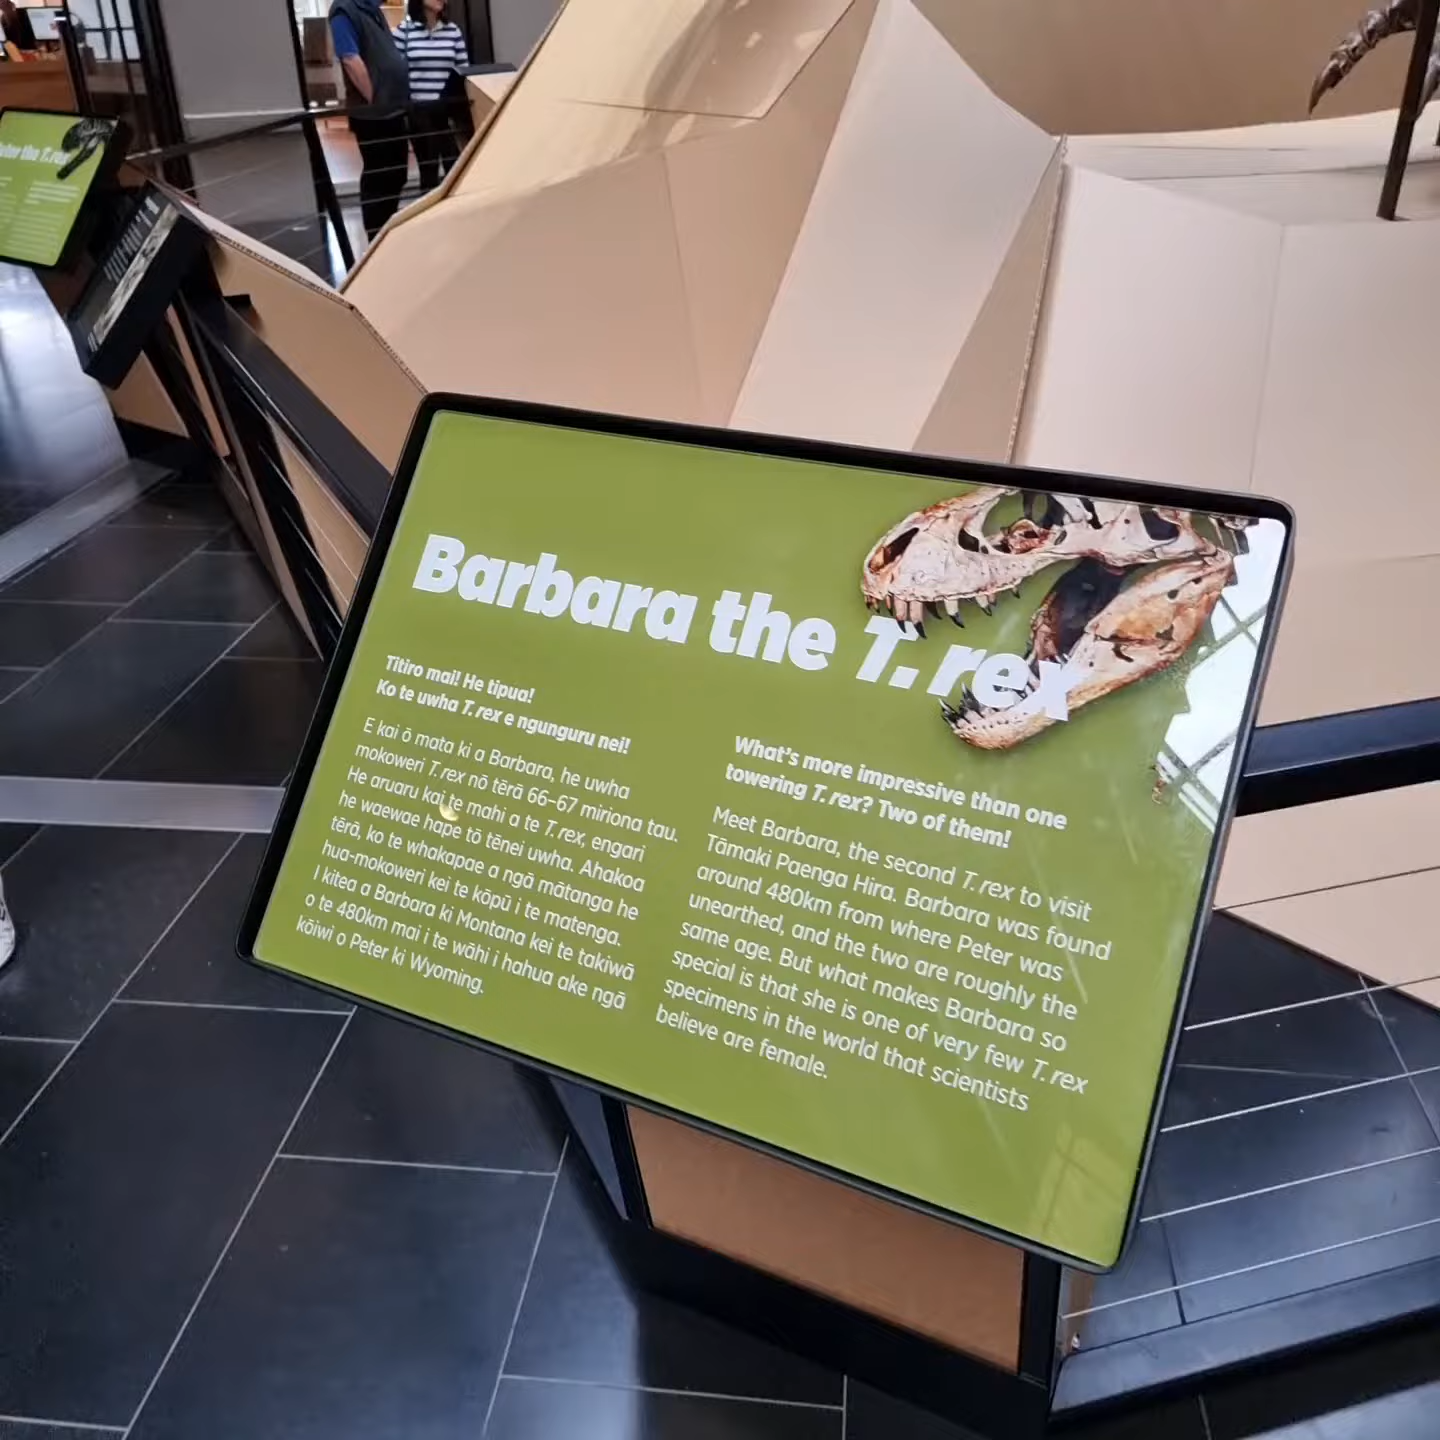 Barbara the T. rex
Titiro mai! He tipua!
Ko te uwha T. rex e ngunguru nei!
E kai ō mata ki a Barbara, he uwha
mokoweri T. rex nō tērā 66–67 miriona tau.
He aruaru kai te mahi a te T. rex, engari
he waewae hape tō tēnei uwha. Ahakoa
tērā, ko te whakapae a ngā mātanga he
hua-mokoweri kei te kōpū i te matenga.
I kitea a Barbara ki Montana kei te takiwā
o te 480km mai i te wāhi i hahua ake ngā
kōiwi o Peter ki Wyoming.
What's more impressive than one
towering T. rex? Two of them!
Meet Barbara, the second T. rex to visit
Tāmaki Paenga Hira. Barbara was found
around 480km from where Peter was
unearthed, and the two are roughly the
same age. But what makes Barbara so
special is that she is one of very few T. rex
specimens in the world that scientists
believe are female.
the T. rex